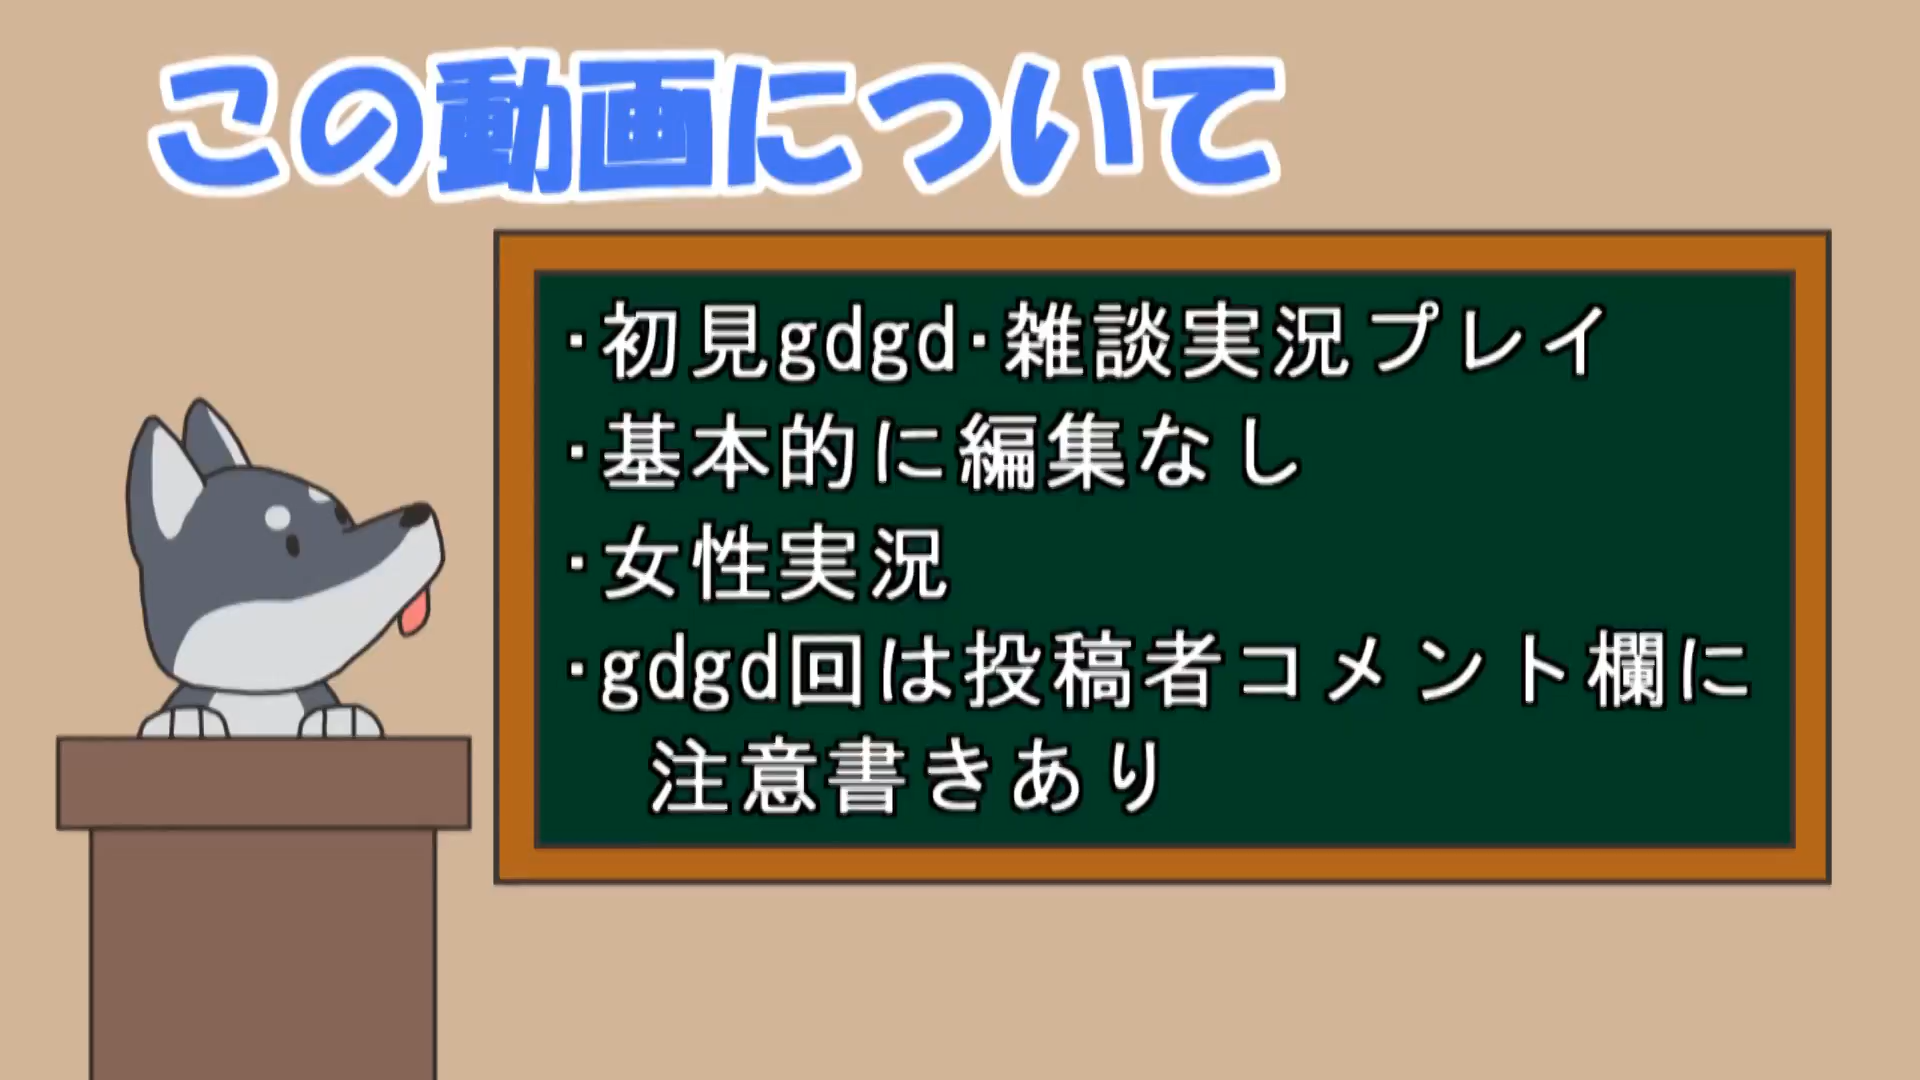 この動画について
・初見gdgd・雑談実況プレイ
・基本的に編集なし
・女性実況
・gdgd回は投稿者コメント欄に
注意書きあり